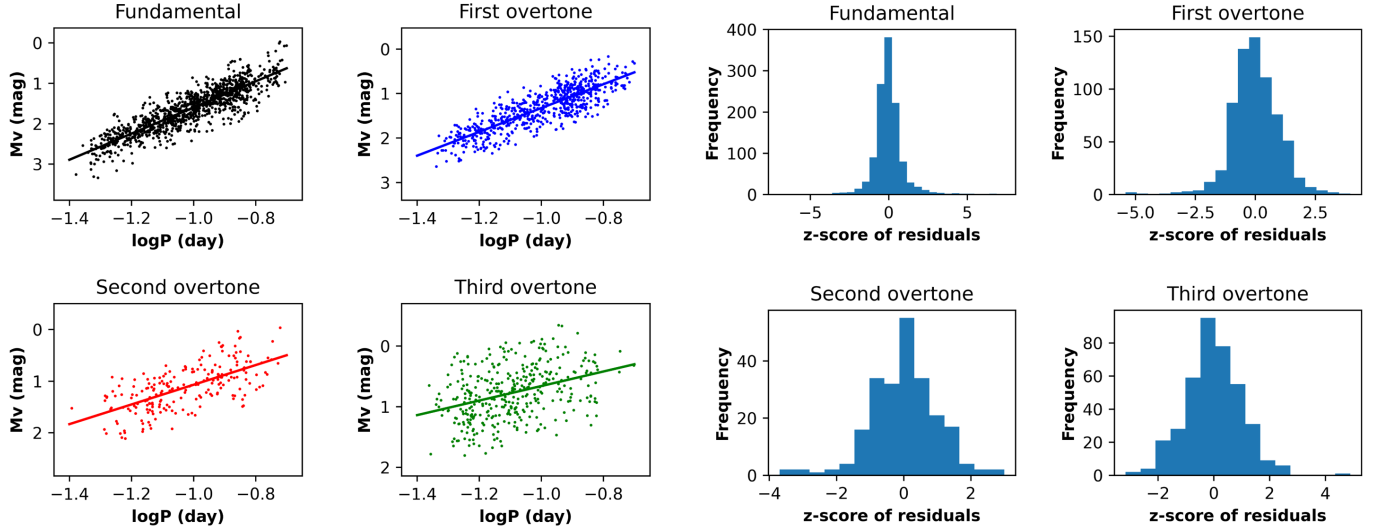 Fundamental
0
1
2
3
Mv (mag)
−1.4 −1.2 −1.0 −0.8
logP (day)
First overtone
0
1
2
3
Mv (mag)
−1.4 −1.2 −1.0 −0.8
logP (day)
Fundamental
400
300
200
100
0
Frequency
−5 0 5
z-score of residuals
First overtone
150
100
50
0
Frequency
−5.0 −2.5 0.0 2.5
z-score of residuals
Second overtone
0
1
2
Mv (mag)
−1.4 −1.2 −1.0 −0.8
logP (day)
Third overtone
0
1
2
Mv (mag)
−1.4 −1.2 −1.0 −0.8
logP (day)
Second overtone
40
20
0
Frequency
−4 −2 0 2
z-score of residuals
Third overtone
80
60
40
20
0
Frequency
−2 0 2 4
z-score of residuals